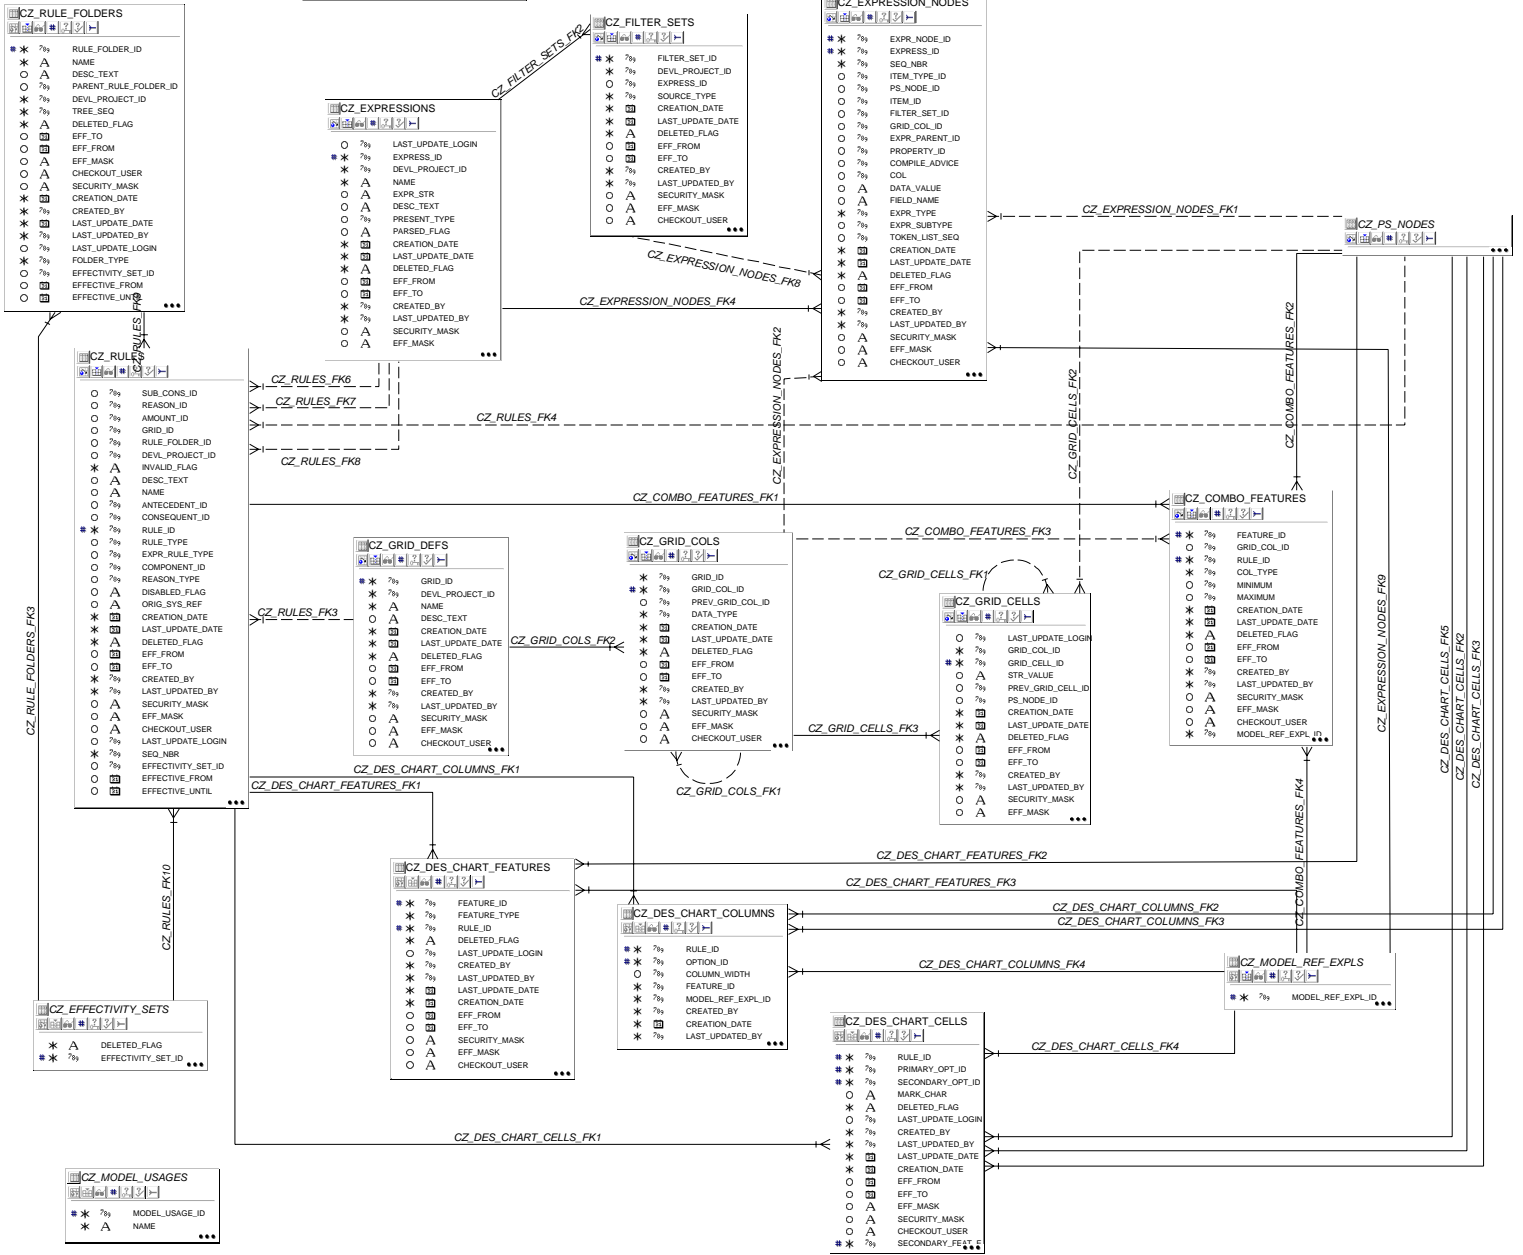 CZ_RULE_FOLDERS
RULE_FOLDER_ID
NAME
DESC_TEXT
PARENT_RULE_FOLDER_ID
DEVL_PROJECT_ID
TREE_SEQ
DELETED_FLAG
EFF_TO
EFF_FROM
EFF_MASK
CHECKOUT_USER
SECURITY_MASK
CREATION_DATE
CREATED_BY
LAST_UPDATE_DATE
LAST_UPDATED_BY
LAST_UPDATE_LOGIN
FOLDER_TYPE
EFFECTIVITY_SET_ID
EFFECTIVE_FROM
EFFECTIVE_UNTIL
CZ_EXPRESSIONS
LAST_UPDATE_LOGIN
EXPRESS_ID
DEVL_PROJECT_ID
NAME
EXPR_STR
DESC_TEXT
PRESENT_TYPE
PARSED_FLAG
CREATION_DATE
LAST_UPDATE_DATE
DELETED_FLAG
EFF_FROM
EFF_TO
CREATED_BY
LAST_UPDATED_BY
SECURITY_MASK
EFF_MASK
CZ_FILTER_SETS_FK2
CZ_FILTER_SETS
FILTER_SET_ID
DEVL_PROJECT_ID
EXPRESS_ID
SOURCE_TYPE
CREATION_DATE
LAST_UPDATE_DATE
DELETED_FLAG
EFF_FROM
EFF_TO
CREATED_BY
LAST_UPDATED_BY
SECURITY_MASK
EFF_MASK
CHECKOUT_USER
CZ_EXPRESSION_NODES
EXPR_NODE_ID
EXPRESS_ID
SEQ_NBR
ITEM_TYPE_ID
PS_NODE_ID
ITEM_ID
FILTER_SET_ID
GRID_COL_ID
EXPR_PARENT_ID
PROPERTY_ID
COMPILE_ADVICE
COL
DATA_VALUE
FIELD_NAME
EXPR_TYPE
EXPR_SUBTYPE
TOKEN_LIST_SEQ
CREATION_DATE
LAST_UPDATE_DATE
DELETED_FLAG
EFF_FROM
EFF_TO
CREATED_BY
LAST_UPDATED_BY
SECURITY_MASK
EFF_MASK
CHECKOUT_USER
CZ_EXPRESSION_NODES_FK1
CZ_PS_NODES
CZ_EXPRESSION_NODES_FK8
CZ_EXPRESSION_NODES_FK4
CZ_EXPRESSION_NODES_FK2
CZ_GRID_CELLS_FK2
CZ_COMBO_FEATURES_FK2
CZ_RULES_FK9
CZ_RULES
SUB_CONS_ID
REASON_ID
AMOUNT_ID
GRID_ID
RULE_FOLDER_ID
DEVL_PROJECT_ID
INVALID_FLAG
DESC_TEXT
NAME
ANTECEDENT_ID
CONSEQUENT_ID
RULE_ID
RULE_TYPE
EXPR_RULE_TYPE
COMPONENT_ID
REASON_TYPE
DISABLED_FLAG
ORIG_SYS_REF
CREATION_DATE
LAST_UPDATE_DATE
DELETED_FLAG
EFF_FROM
EFF_TO
CREATED_BY
LAST_UPDATED_BY
SECURITY_MASK
EFF_MASK
CHECKOUT_USER
LAST_UPDATE_LOGIN
SEQ_NBR
EFFECTIVITY_SET_ID
EFFECTIVE_FROM
EFFECTIVE_UNTIL
CZ_RULES_FK6
CZ_RULES_FK7
CZ_RULES_FK4
CZ_RULES_FK8
CZ_COMBO_FEATURES_FK1
CZ_COMBO_FEATURES_FK3
CZ_RULES_FK3
CZ_GRID_DEFS
GRID_ID
DEVL_PROJECT_ID
NAME
DESC_TEXT
CREATION_DATE
LAST_UPDATE_DATE
DELETED_FLAG
EFF_FROM
EFF_TO
CREATED_BY
LAST_UPDATED_BY
SECURITY_MASK
EFF_MASK
CHECKOUT_USER
CZ_GRID_COLS_FK2
CZ_GRID_COLS
GRID_ID
GRID_COL_ID
PREV_GRID_COL_ID
DATA_TYPE
CREATION_DATE
LAST_UPDATE_DATE
DELETED_FLAG
EFF_FROM
EFF_TO
CREATED_BY
LAST_UPDATED_BY
SECURITY_MASK
EFF_MASK
CHECKOUT_USER
CZ_GRID_COLS_FK1
CZ_GRID_CELLS_FK3
CZ_GRID_CELLS_FK1
CZ_GRID_CELLS
LAST_UPDATE_LOGIN
GRID_COL_ID
GRID_CELL_ID
STR_VALUE
PREV_GRID_CELL_ID
PS_NODE_ID
CREATION_DATE
LAST_UPDATE_DATE
DELETED_FLAG
EFF_FROM
EFF_TO
CREATED_BY
LAST_UPDATED_BY
SECURITY_MASK
EFF_MASK
CZ_COMBO_FEATURES
FEATURE_ID
GRID_COL_ID
RULE_ID
COL_TYPE
MINIMUM
MAXIMUM
CREATION_DATE
LAST_UPDATE_DATE
DELETED_FLAG
EFF_FROM
EFF_TO
CREATED_BY
LAST_UPDATED_BY
SECURITY_MASK
EFF_MASK
CHECKOUT_USER
MODEL_REF_EXPL_ID
CZ_EXPRESSION_NODES_FK9
CZ_DES_CHART_CELLS_FK5
CZ_DES_CHART_CELLS_FK2
CZ_DES_CHART_CELLS_FK3
CZ_COMBO_FEATURES_FK4
CZ_RULE_FOLDERS_FK3
CZ_RULES_FK10
CZ_DES_CHART_COLUMNS_FK1
CZ_DES_CHART_FEATURES_FK1
CZ_DES_CHART_FEATURES
FEATURE_ID
FEATURE_TYPE
RULE_ID
DELETED_FLAG
LAST_UPDATE_LOGIN
CREATED_BY
LAST_UPDATED_BY
LAST_UPDATE_DATE
CREATION_DATE
EFF_FROM
EFF_TO
SECURITY_MASK
EFF_MASK
CHECKOUT_USER
CZ_DES_CHART_FEATURES_FK2
CZ_DES_CHART_FEATURES_FK3
CZ_DES_CHART_COLUMNS
RULE_ID
OPTION_ID
COLUMN_WIDTH
FEATURE_ID
MODEL_REF_EXPL_ID
CREATED_BY
CREATION_DATE
LAST_UPDATED_BY
CZ_DES_CHART_COLUMNS_FK2
CZ_DES_CHART_COLUMNS_FK3
CZ_DES_CHART_COLUMNS_FK4
CZ_MODEL_REF_EXPLS
MODEL_REF_EXPL_ID
CZ_EFFECTIVITY_SETS
DELETED_FLAG
EFFECTIVITY_SET_ID
CZ_DES_CHART_CELLS
RULE_ID
PRIMARY_OPT_ID
SECONDARY_OPT_ID
MARK_CHAR
DELETED_FLAG
LAST_UPDATE_LOGIN
CREATED_BY
LAST_UPDATED_BY
LAST_UPDATE_DATE
CREATION_DATE
EFF_FROM
EFF_TO
EFF_MASK
SECURITY_MASK
CHECKOUT_USER
CZ_DES_CHART_CELLS_FK4
CZ_DES_CHART_CELLS_FK1
CZ_MODEL_USAGES
MODEL_USAGE_ID
NAME